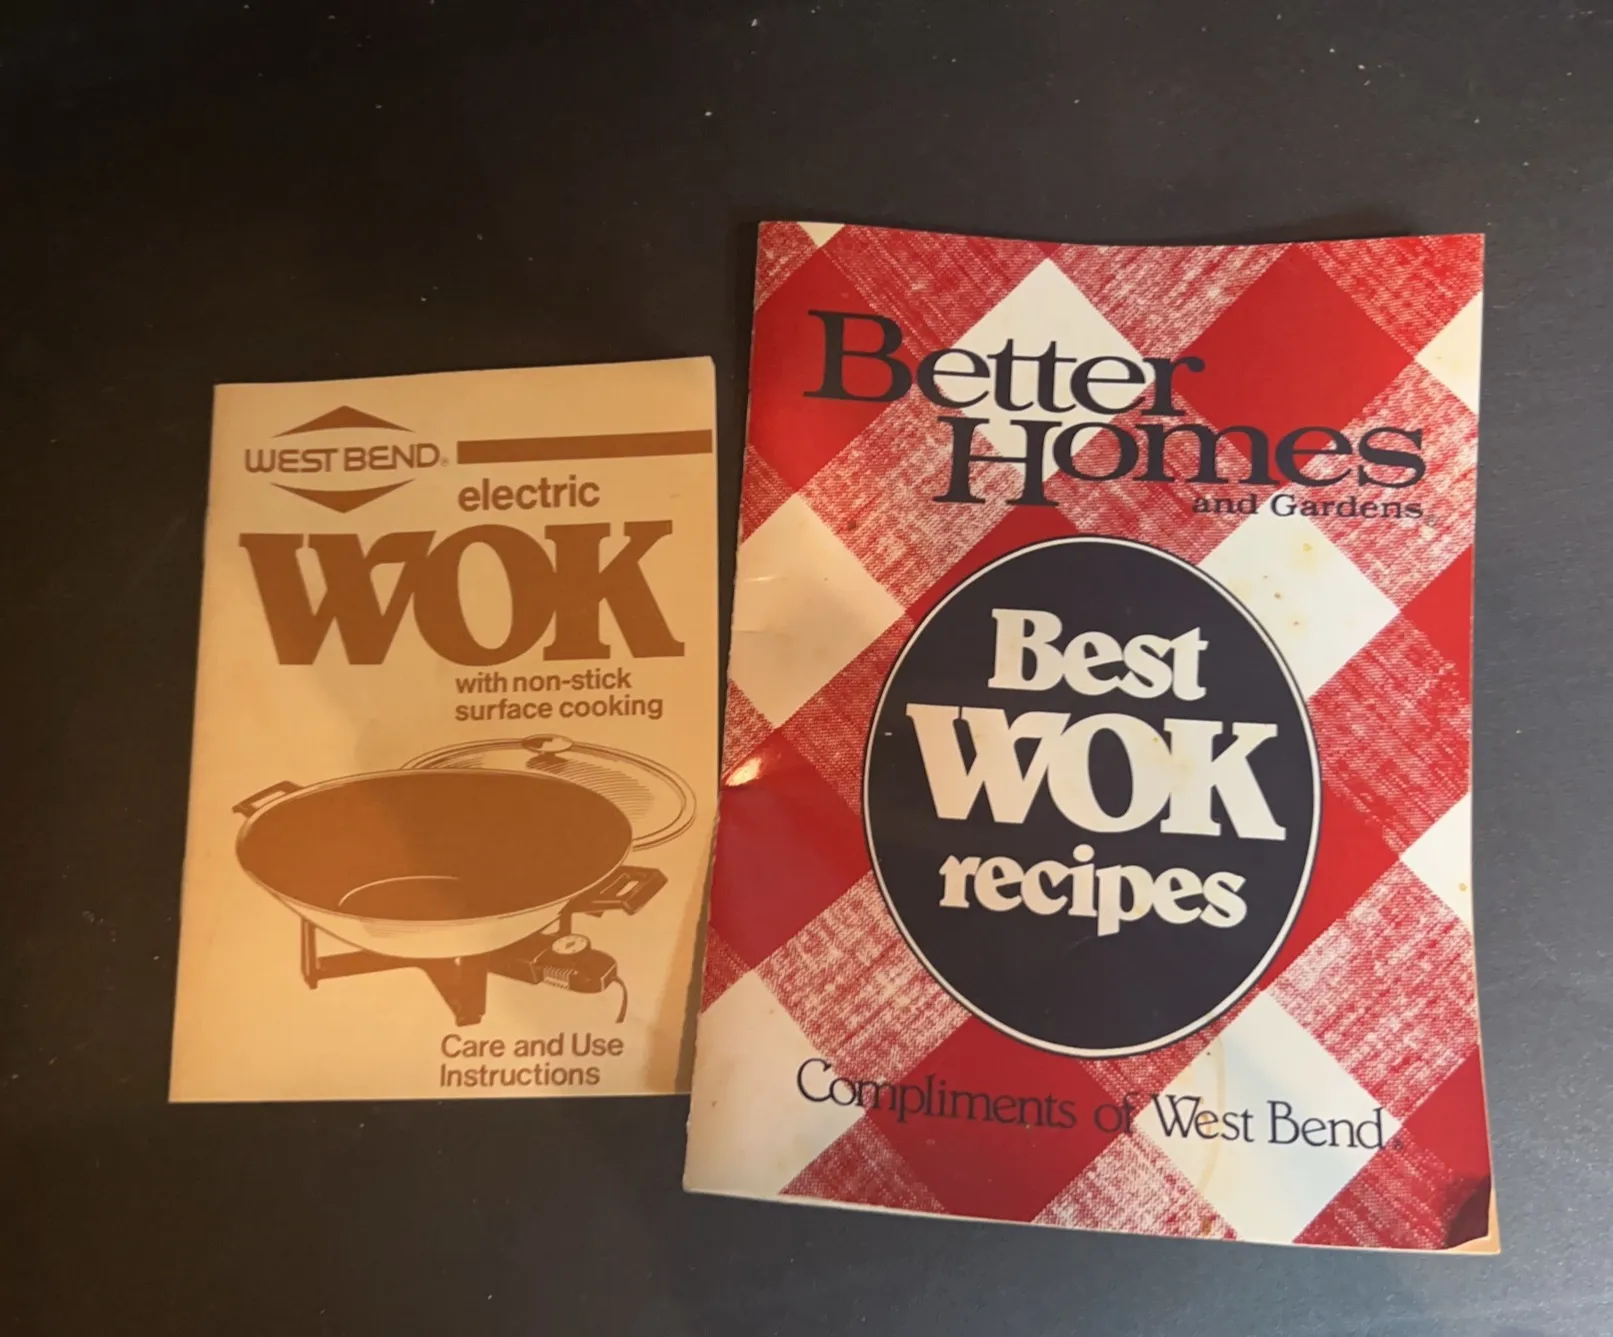 WEST BEND®
electric
WOK
with non-stick
surface cooking
Care and Use
Instructions
Better
Homes
and Gardens®
Best
WOK
recipes
Compliments of West Bend®